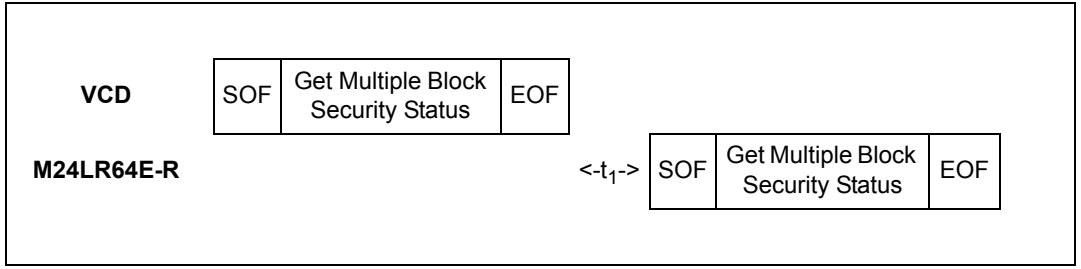 VCD SOF Get Multiple Block Security Status EOF
M24LR64E-R <-t₁-> SOF Get Multiple Block Security Status EOF